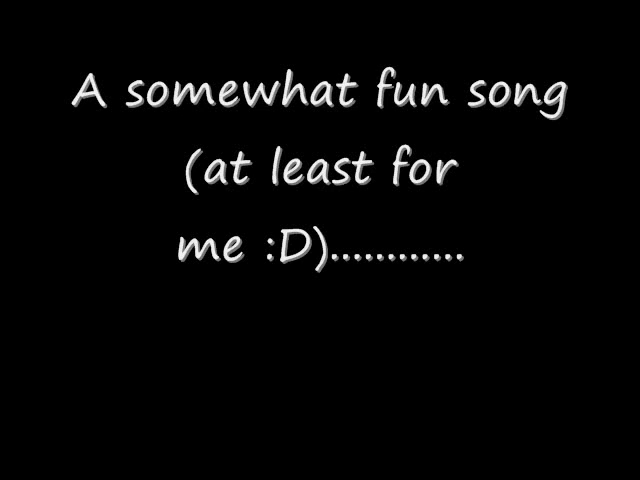 A somewhat fun song
(at least for
me :D)............